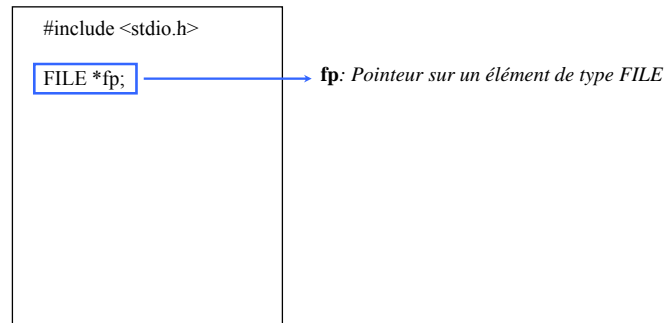 #include <stdio.h>
FILE *fp;
fp: Pointeur sur un élément de type FILE